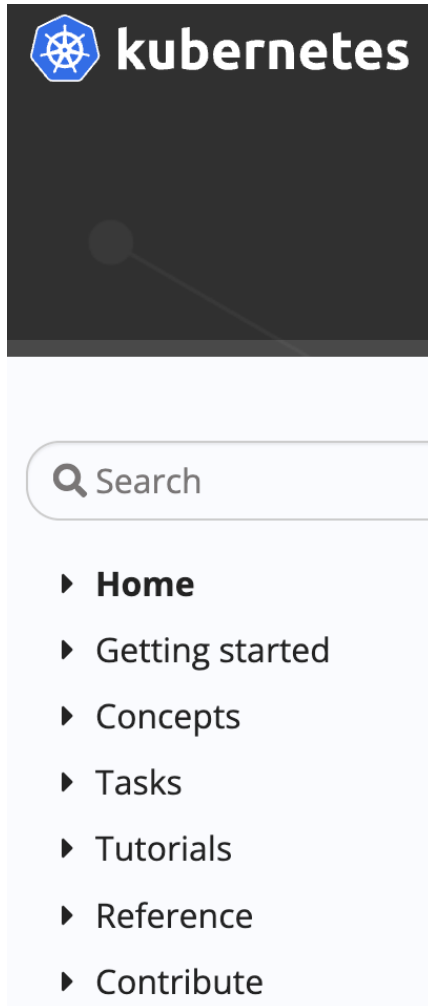 kubernetes
Search
Home
Getting started
Concepts
Tasks
Tutorials
Reference
Contribute